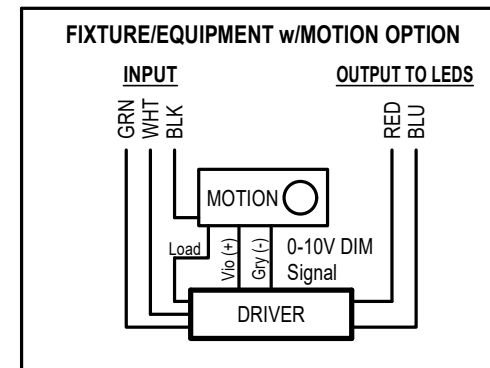 FIXTURE/EQUIPMENT w/MOTION OPTION
INPUT
OUTPUT TO LEDS
GRN
WHT
BLK
RED
BLU
MOTION
Load
Vio (+)
Gry (-)
0-10V DIM
Signal
DRIVER